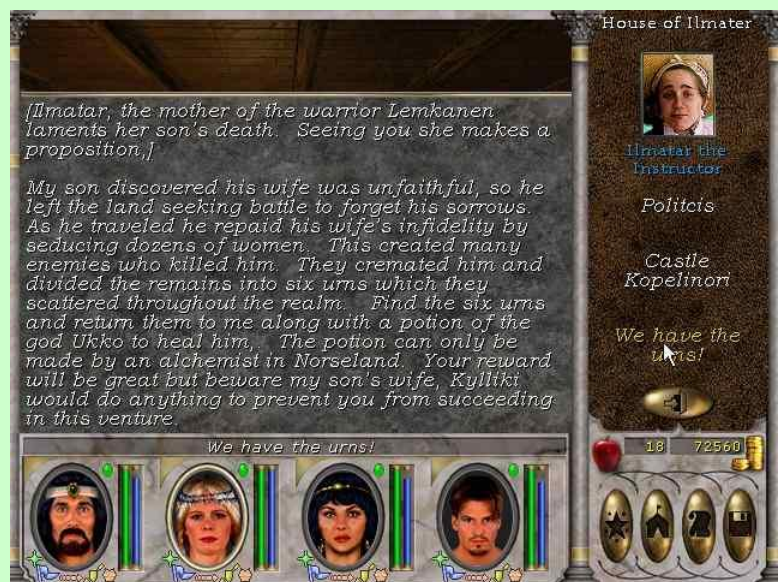 House of Ilmater
[Ilmatar, the mother of the warrior Lemkanen
laments her son's death. Seeing you she makes a
proposition,]
My son discovered his wife was unfaithful, so he
left the land seeking battle to forget his sorrows.
As he traveled he repaid his wife's infidelity by
seducing dozens of women. This created many
enemies who killed him. They cremated him and
divided the remains into six urns which they
scattered throughout the realm. Find the six urns
and return them to me along with a potion of the
god Ukko to heal him,. The potion can only be
made by an alchemist in Norseland. Your reward
will be great but beware my son's wife, Kylliki
would do anything to prevent you from succeeding
in this venture.
Ilmatar the
Instructor
Politcis
Castle
Kopelinori
We have the
urns!
We have the urns!
18 72560